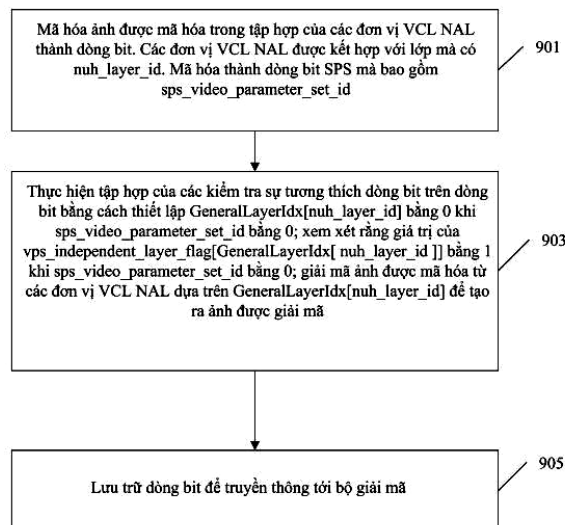 Mã hóa ảnh được mã hóa trong tập hợp của các đơn vị VCL NAL
thành dòng bit. Các đơn vị VCL NAL được kết hợp với lớp mà có
nuh_layer_id. Mã hóa thành dòng bit SPS mà bao gồm
sps_video_parameter_set_id
901
Thực hiện tập hợp của các kiểm tra sự tương thích dòng bit trên dòng
bit bằng cách thiết lập GeneralLayerIdx[nuh_layer_id] bằng 0 khi
sps_video_parameter_set_id bằng 0; xem xét rằng giá trị của
vps_independent_layer_flag[GeneralLayerIdx[ nuh_layer_id ]] bằng 1
khi sps_video_parameter_set_id bằng 0; giải mã ảnh được mã hóa từ
các đơn vị VCL NAL dựa trên GeneralLayerIdx[nuh_layer_id] để tạo
ra ảnh được giải mã
903
Lưu trữ dòng bit để truyền thông tới bộ giải mã
905